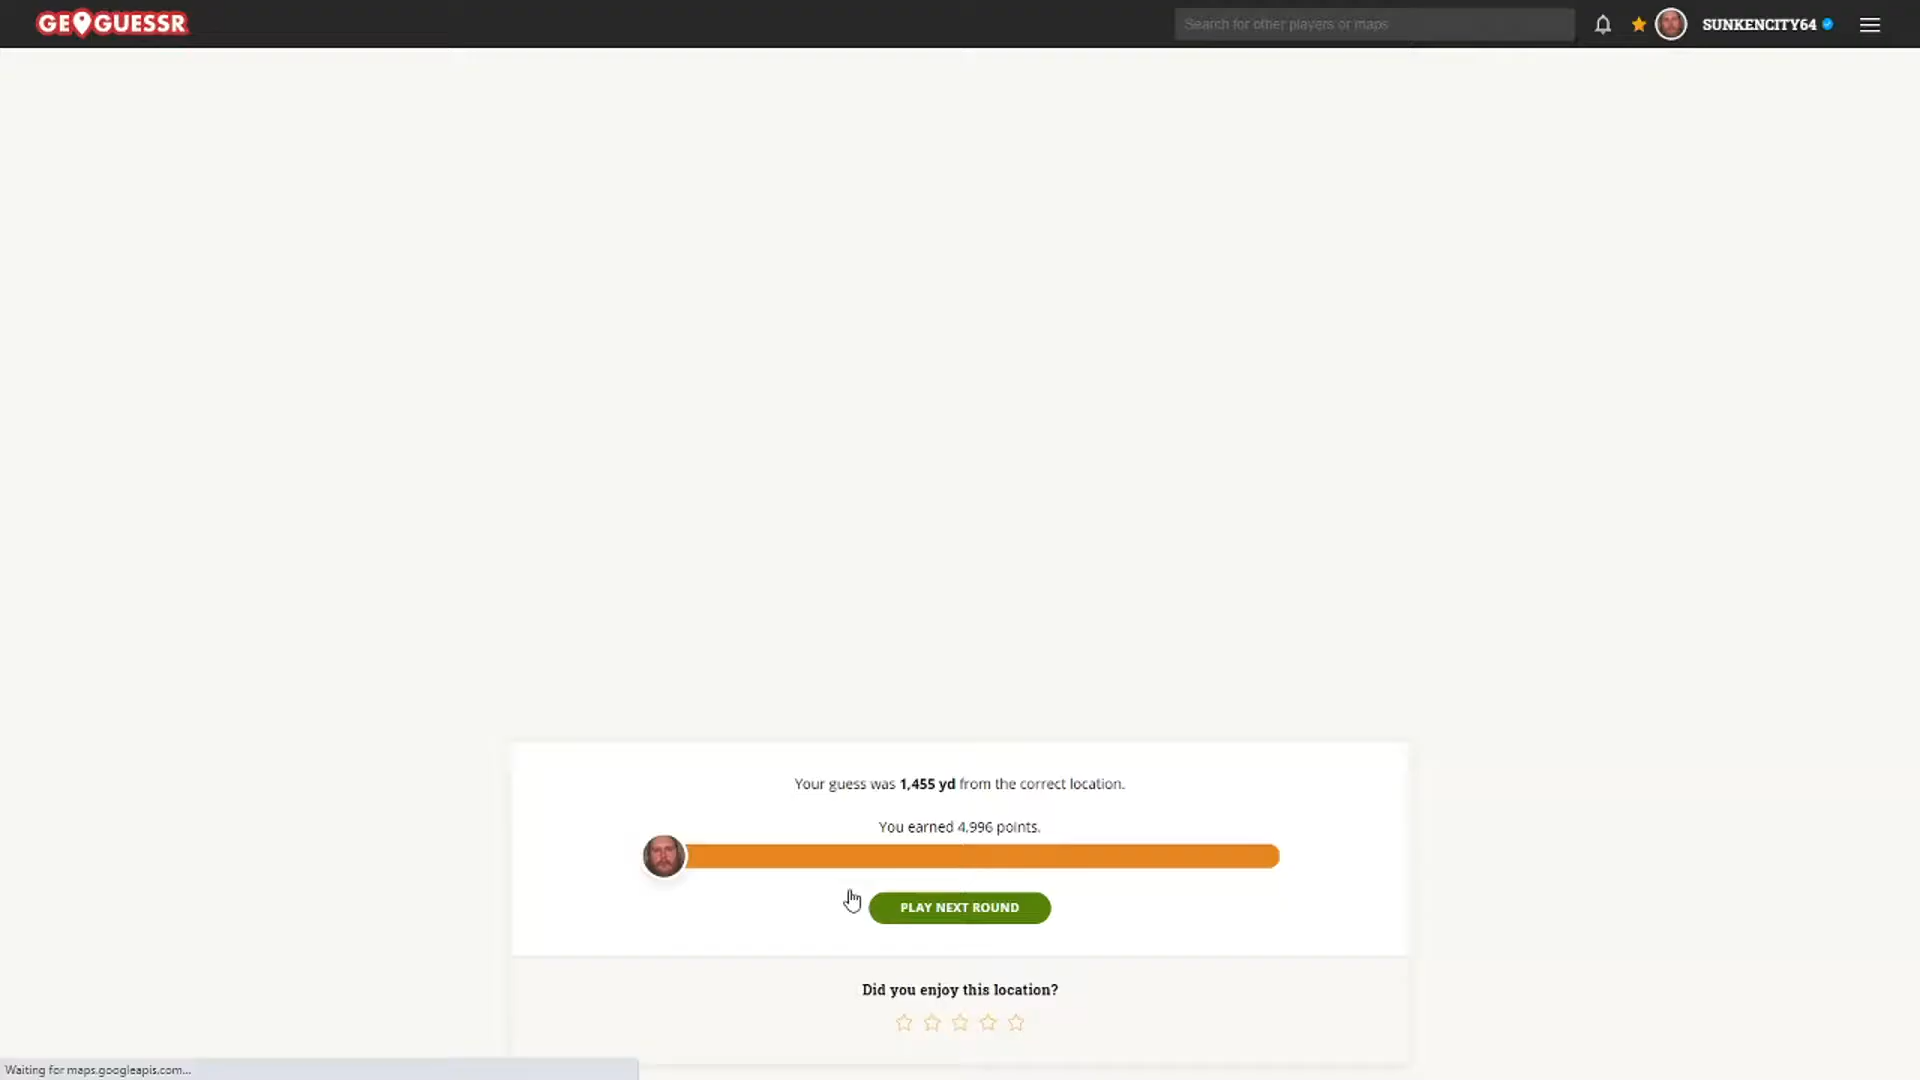 GEOGUESSR
Search for other players or maps
SUNKENCITY64
Your guess was 1,455 yd from the correct location.
You earned 4,996 points.
PLAY NEXT ROUND
Did you enjoy this location?
Waiting for maps.googleapis.com...